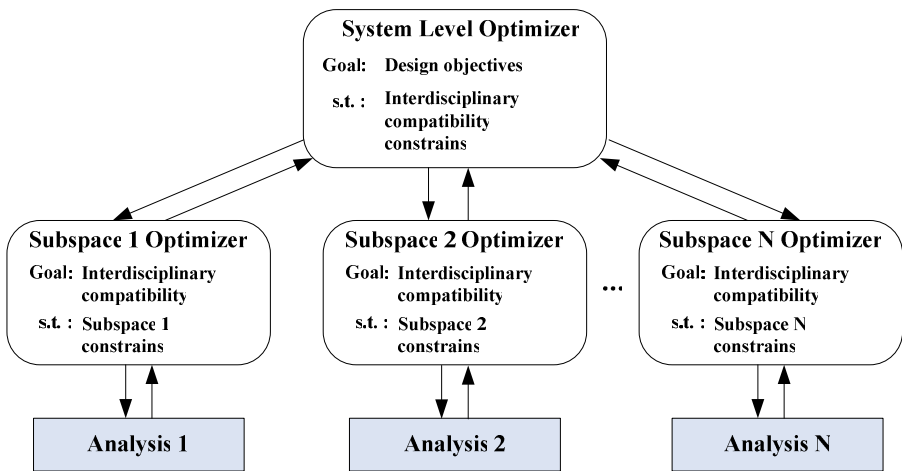 System Level Optimizer
Goal: Design objectives
s.t. : Interdisciplinary
compatibility
constrains
Subspace 1 Optimizer
Goal: Interdisciplinary
compatibility
s.t. : Subspace 1
constrains
Subspace 2 Optimizer
Goal: Interdisciplinary
compatibility
s.t. : Subspace 2
constrains
...
Subspace N Optimizer
Goal: Interdisciplinary
compatibility
s.t. : Subspace N
constrains
Analysis 1
Analysis 2
Analysis N